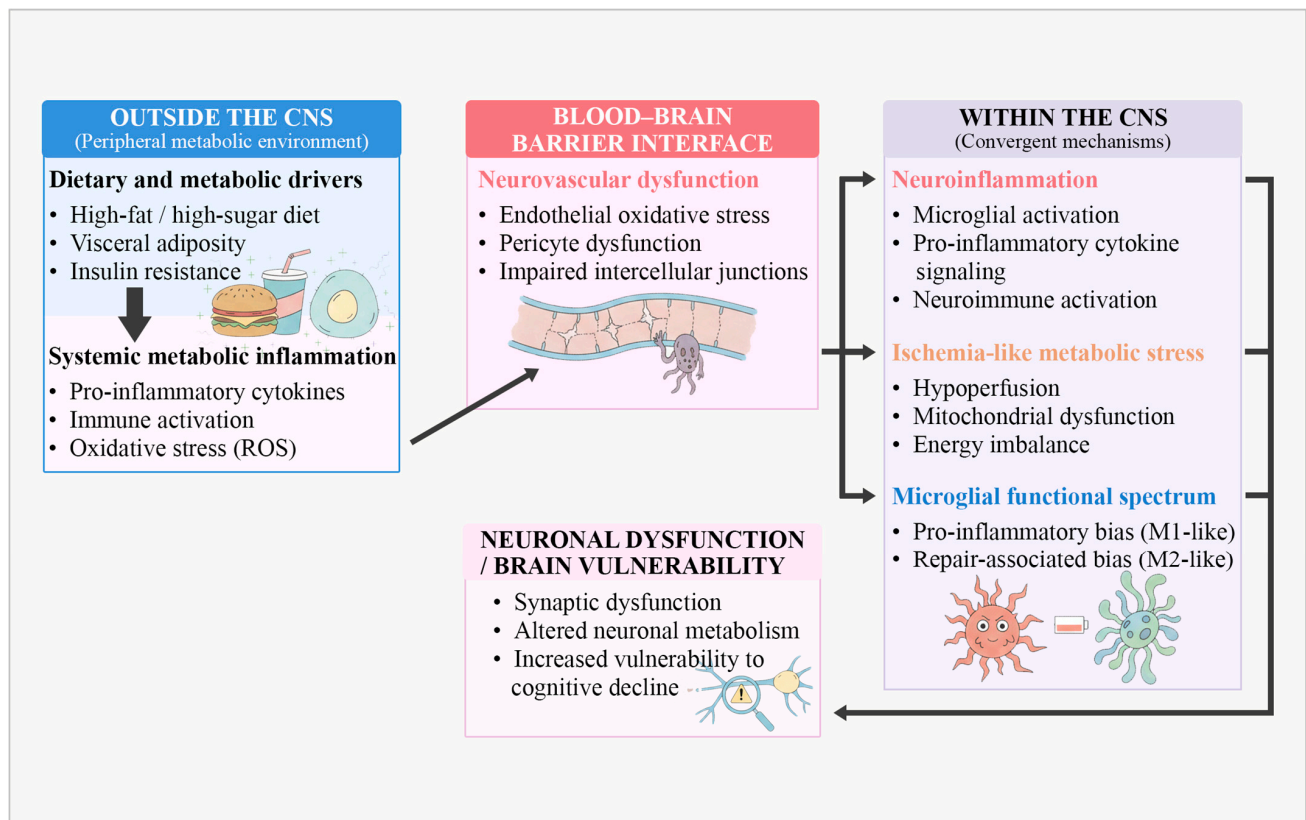 OUTSIDE THE CNS
(Peripheral metabolic environment)
Dietary and metabolic drivers
• High-fat / high-sugar diet
• Visceral adiposity
• Insulin resistance
Systemic metabolic inflammation
• Pro-inflammatory cytokines
• Immune activation
• Oxidative stress (ROS)
BLOOD–BRAIN
BARRIER INTERFACE
Neurovascular dysfunction
• Endothelial oxidative stress
• Pericyte dysfunction
• Impaired intercellular junctions
WITHIN THE CNS
(Convergent mechanisms)
Neuroinflammation
• Microglial activation
• Pro-inflammatory cytokine
signaling
• Neuroimmune activation
Ischemia-like metabolic stress
• Hypoperfusion
• Mitochondrial dysfunction
• Energy imbalance
Microglial functional spectrum
• Pro-inflammatory bias (M1-like)
• Repair-associated bias (M2-like)
NEURONAL DYSFUNCTION
/ BRAIN VULNERABILITY
• Synaptic dysfunction
• Altered neuronal metabolism
• Increased vulnerability to
cognitive decline